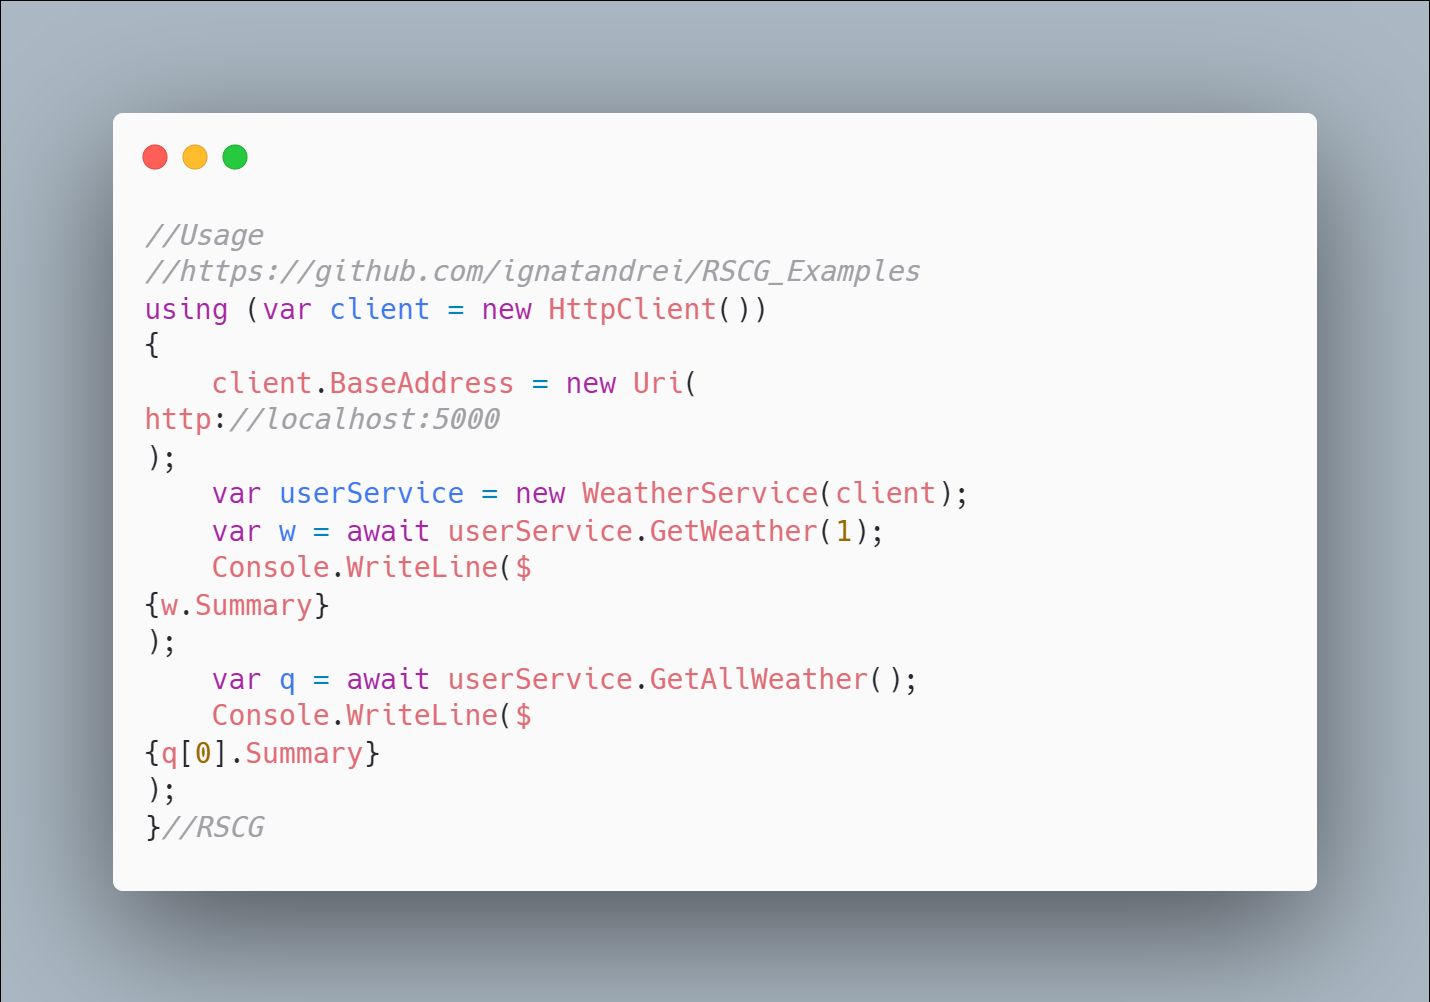 //Usage
//https://github.com/ignatandrei/RSCG_Examples
using (var client = new HttpClient())
{
    client.BaseAddress = new Uri(
http://localhost:5000
);
    var userService = new WeatherService(client);
    var w = await userService.GetWeather(1);
    Console.WriteLine($
{w.Summary}
);
    var q = await userService.GetAllWeather();
    Console.WriteLine($
{q[0].Summary}
);
}//RSCG